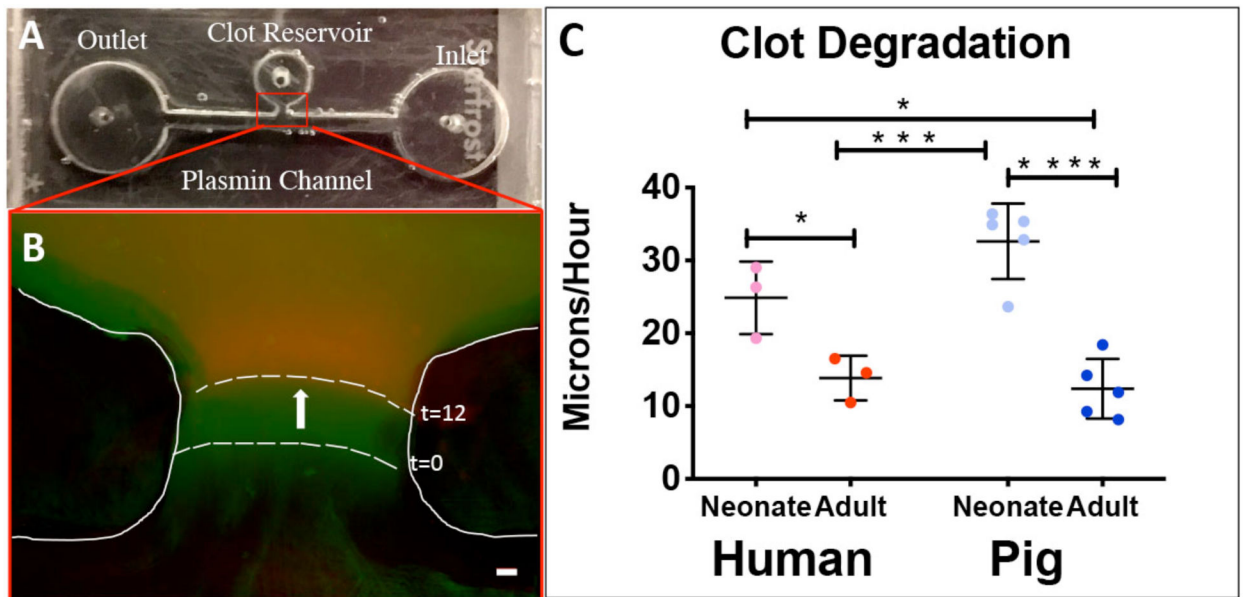 A
Outlet
Clot Reservoir
Inlet
Starfrost
Plasmin Channel
B
t=12
t=0
C
Clot Degradation
*
* * *
* ****
*
Microns/Hour
40
30
20
10
0
Neonate Adult Neonate Adult
Human Pig